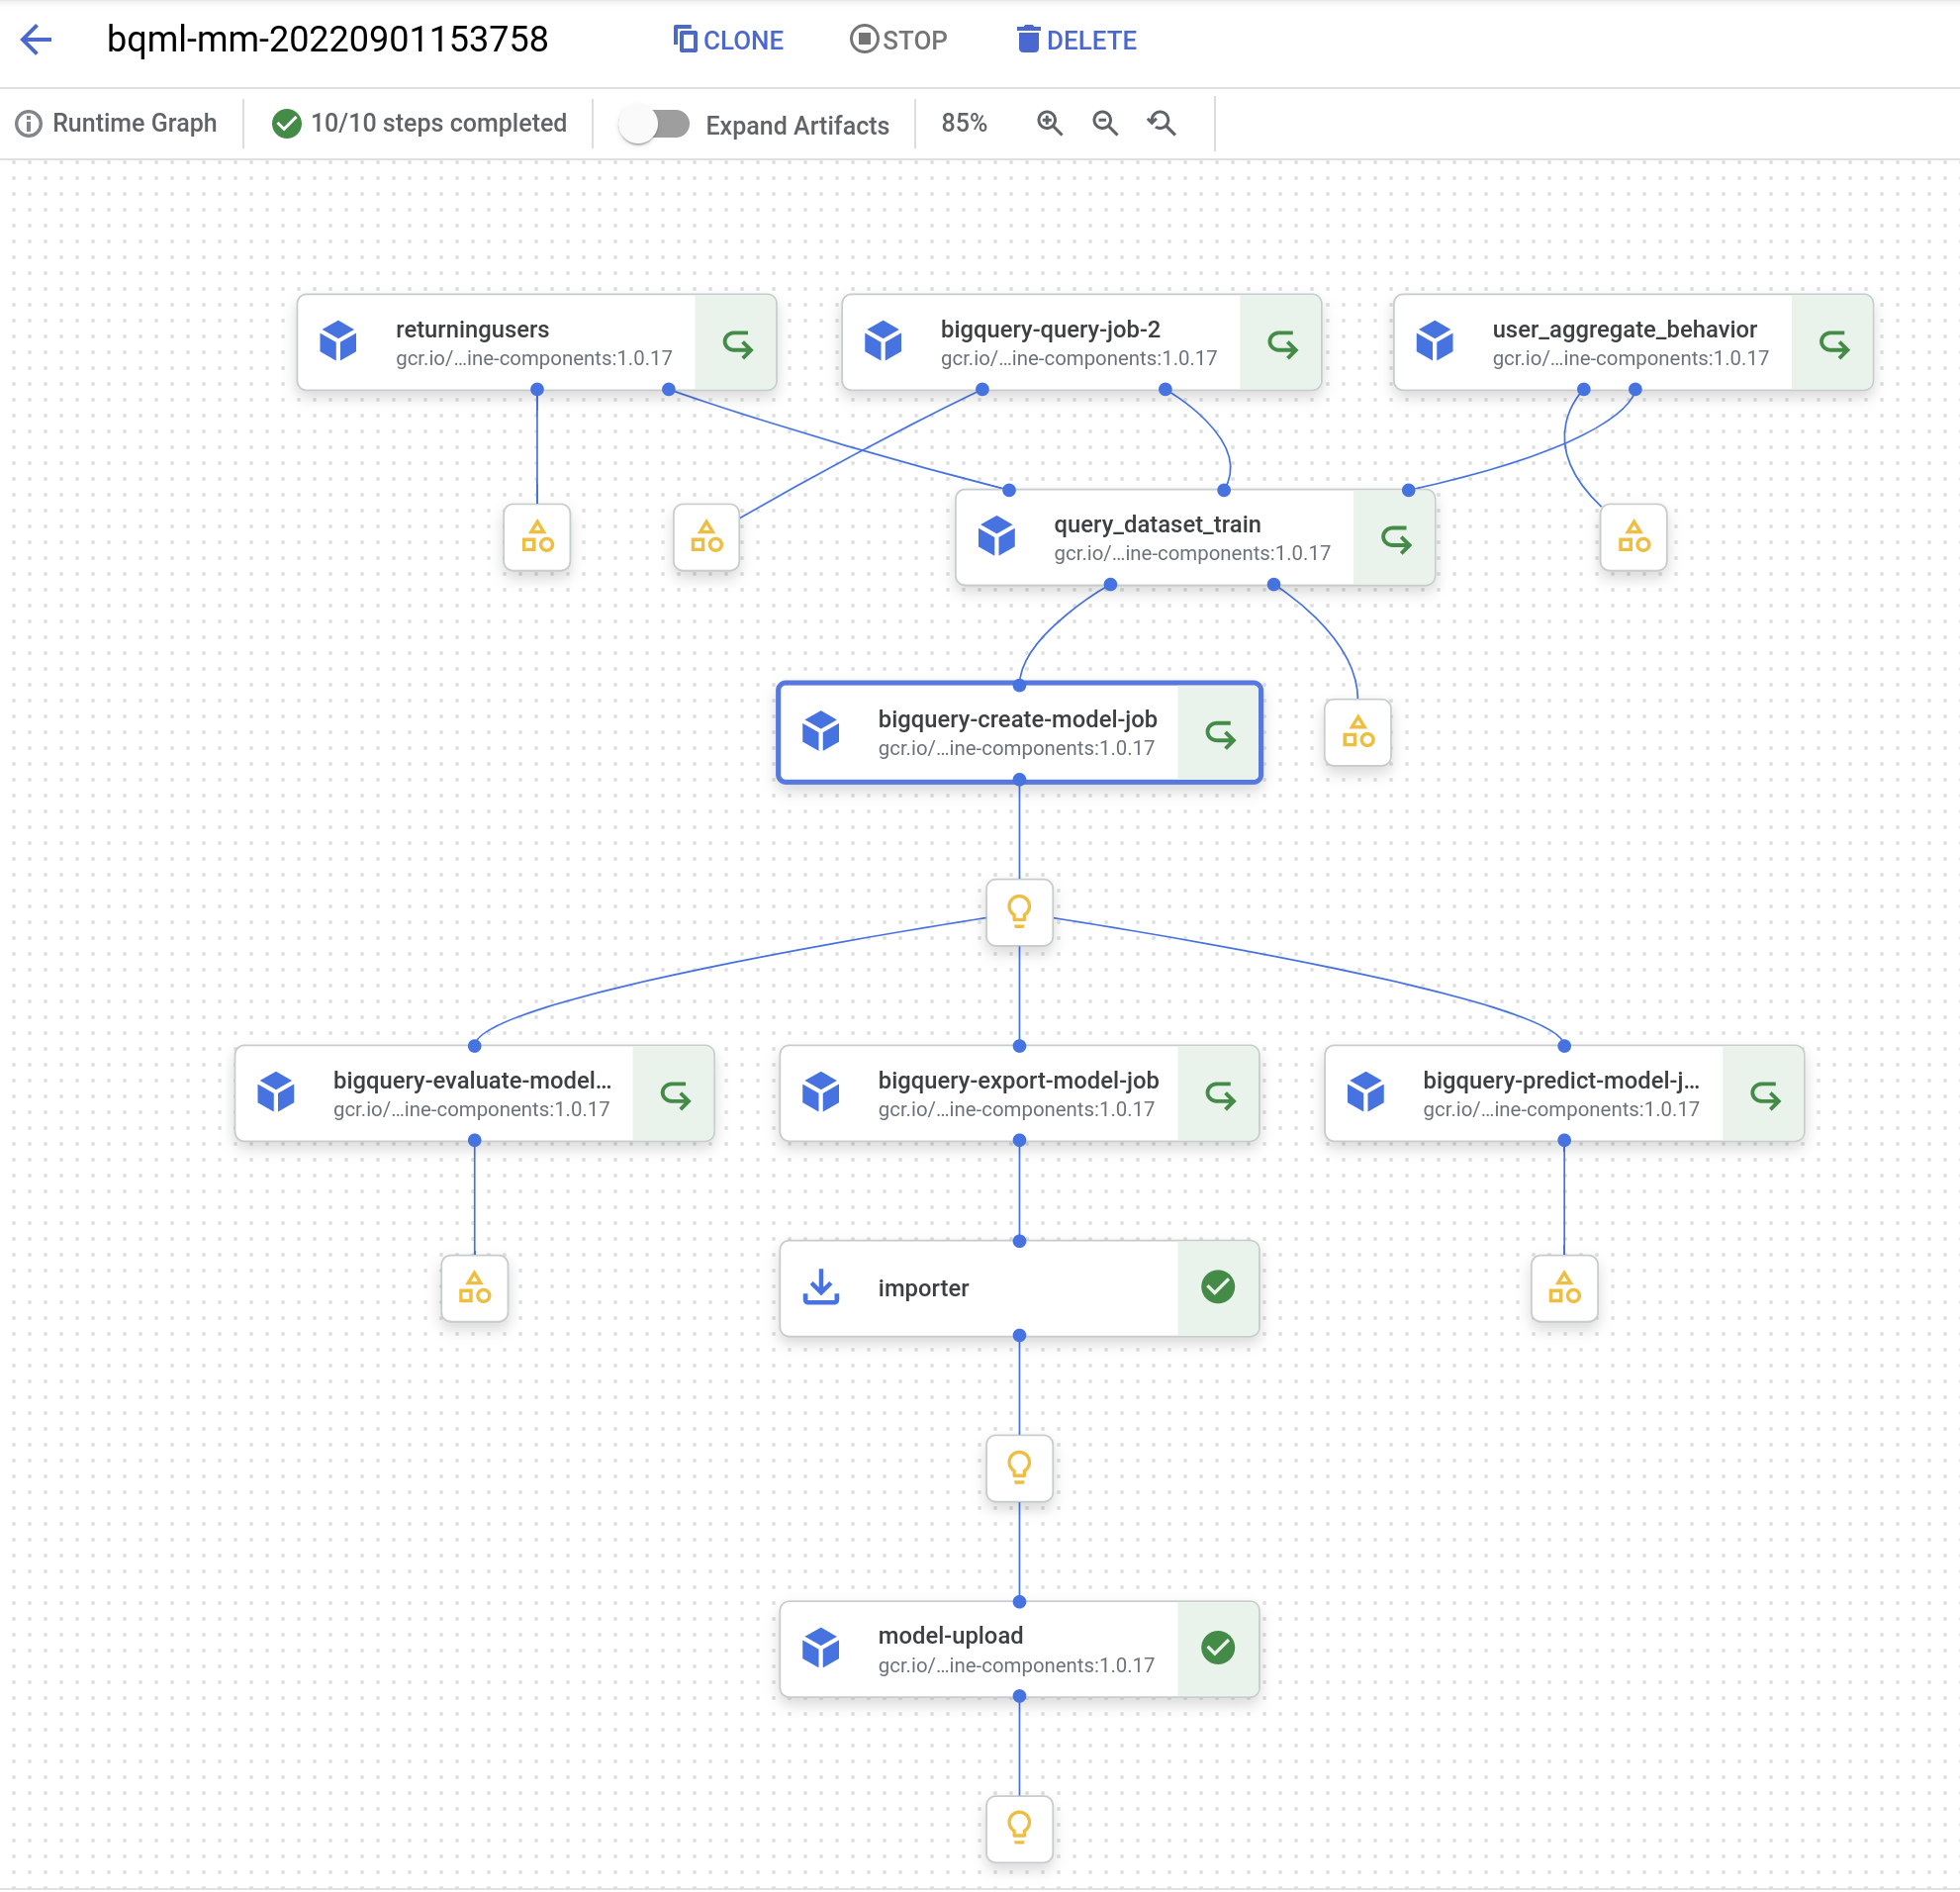 bqml-mm-20220901153758
CLONE
STOP
DELETE
Runtime Graph
10/10 steps completed
Expand Artifacts
85%
returningusers
gcr.io/...ine-components:1.0.17
bigquery-query-job-2
gcr.io/...ine-components:1.0.17
user_aggregate_behavior
gcr.io/...ine-components:1.0.17
query_dataset_train
gcr.io/...ine-components:1.0.17
bigquery-create-model-job
gcr.io/...ine-components:1.0.17
bigquery-evaluate-model...
gcr.io/...ine-components:1.0.17
bigquery-export-model-job
gcr.io/...ine-components:1.0.17
bigquery-predict-model-j...
gcr.io/...ine-components:1.0.17
importer
model-upload
gcr.io/...ine-components:1.0.17